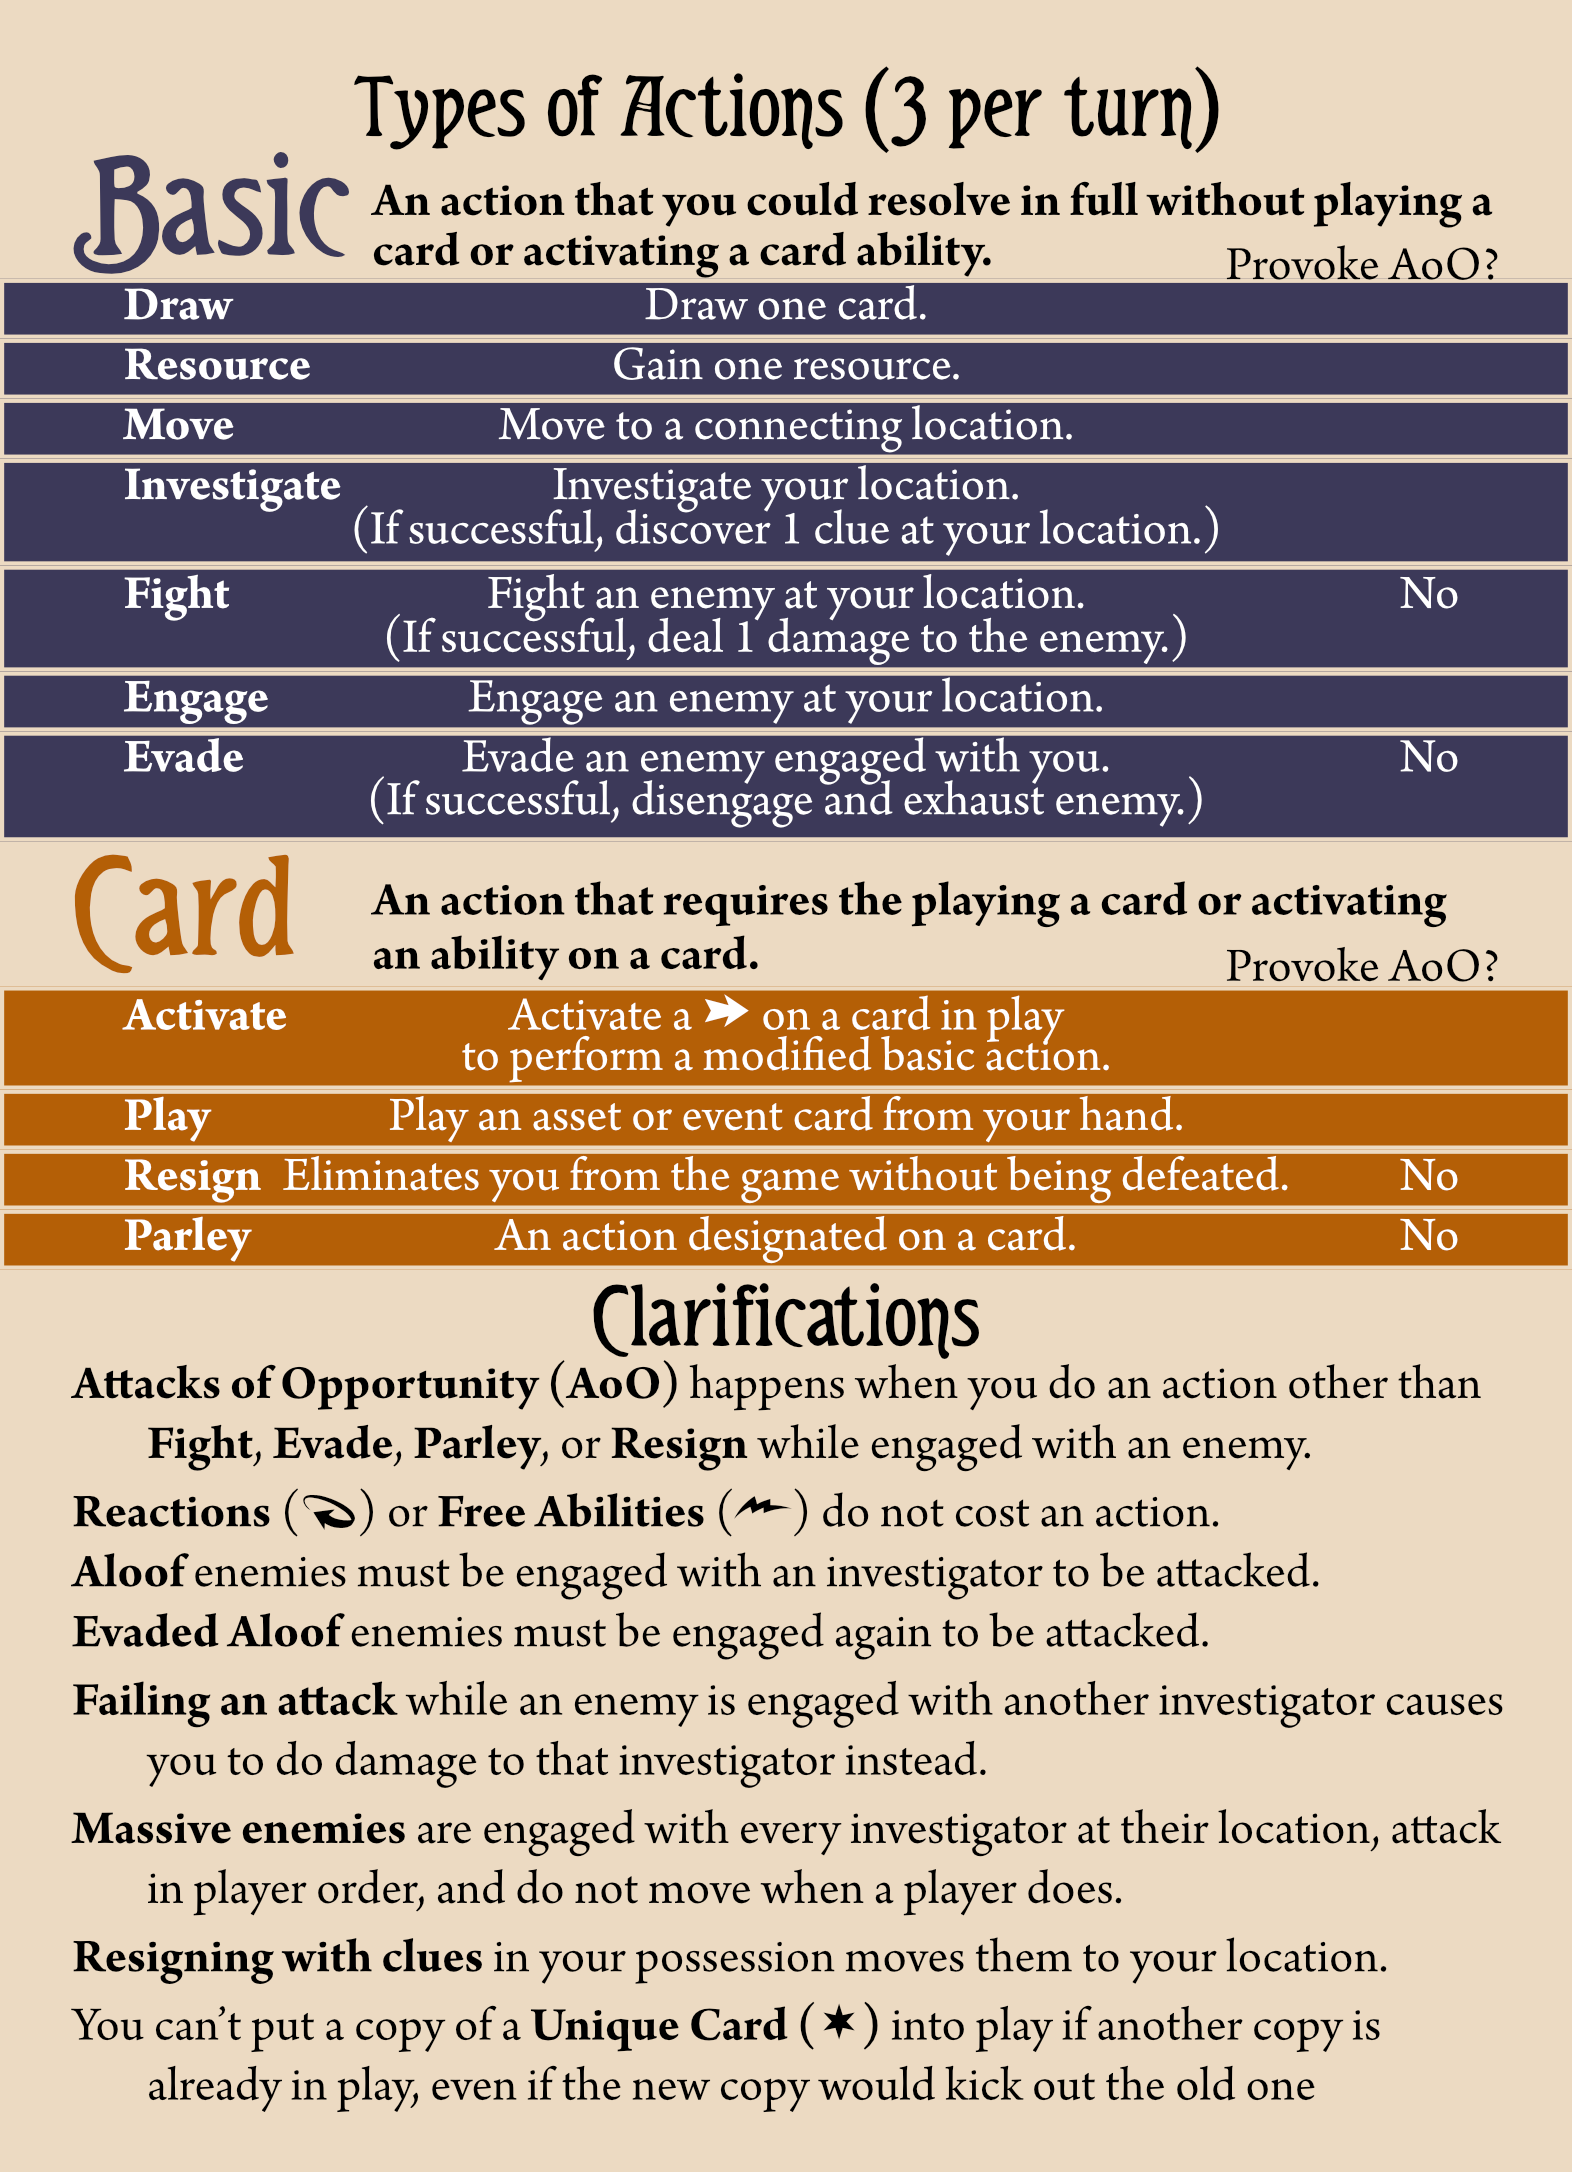 Types of Actions (3 per turn)
Basic
An action that you could resolve in full without playing a
card or activating a card ability.
Provoke AoO?
Draw Draw one card.
Resource Gain one resource.
Move Move to a connecting location.
Investigate Investigate your location.
(If successful, discover 1 clue at your location.)
Fight Fight an enemy at your location. No
(If successful, deal 1 damage to the enemy.)
Engage Engage an enemy at your location.
Evade Evade an enemy engaged with you. No
(If successful, disengage and exhaust enemy.)
Card
An action that requires the playing a card or activating
an ability on a card.
Provoke AoO?
Activate Activate a on a card in play
to perform a modified basic action.
Play Play an asset or event card from your hand.
Resign Eliminates you from the game without being defeated. No
Parley An action designated on a card. No
Clarifications
Attacks of Opportunity (AoO) happens when you do an action other than
Fight, Evade, Parley, or Resign while engaged with an enemy.
Reactions () or Free Abilities () do not cost an action.
Aloof enemies must be engaged with an investigator to be attacked.
Evaded Aloof enemies must be engaged again to be attacked.
Failing an attack while an enemy is engaged with another investigator causes
you to do damage to that investigator instead.
Massive enemies are engaged with every investigator at their location, attack
in player order, and do not move when a player does.
Resigning with clues in your possession moves them to your location.
You can't put a copy of a Unique Card (✶) into play if another copy is
already in play, even if the new copy would kick out the old one